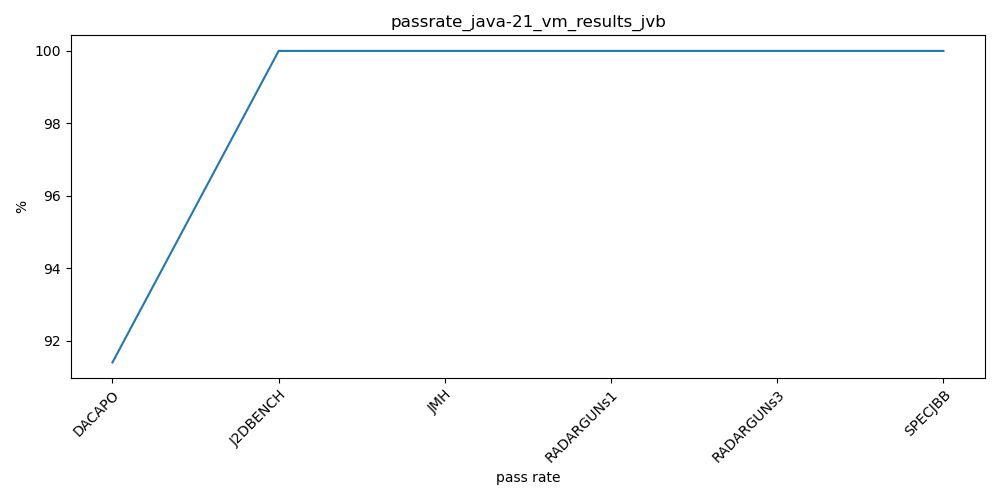 passrate_java-21_vm_results_jvb
100
98
96
94
92
%
DACAPO
J2DBENCH
JMH
RADARGUNs1
RADARGUNs3
SPECJBB
pass rate